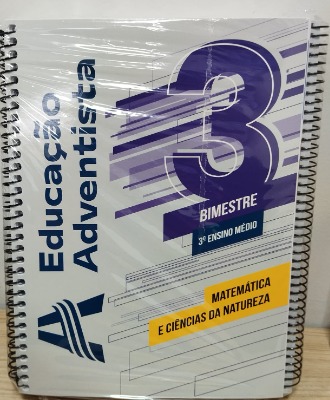 Educação
Adventista
3
BIMESTRE
3º ENSINO MÉDIO
MATEMÁTICA
E CIÊNCIAS DA NATUREZA